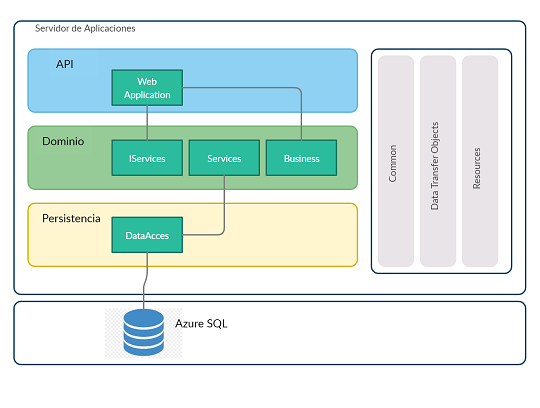 Servidor de Aplicaciones
API
Web
Application
Dominio
IServices
Services
Business
Persistencia
DataAcces
Common
Data Transfer Objects
Resources
Azure SQL